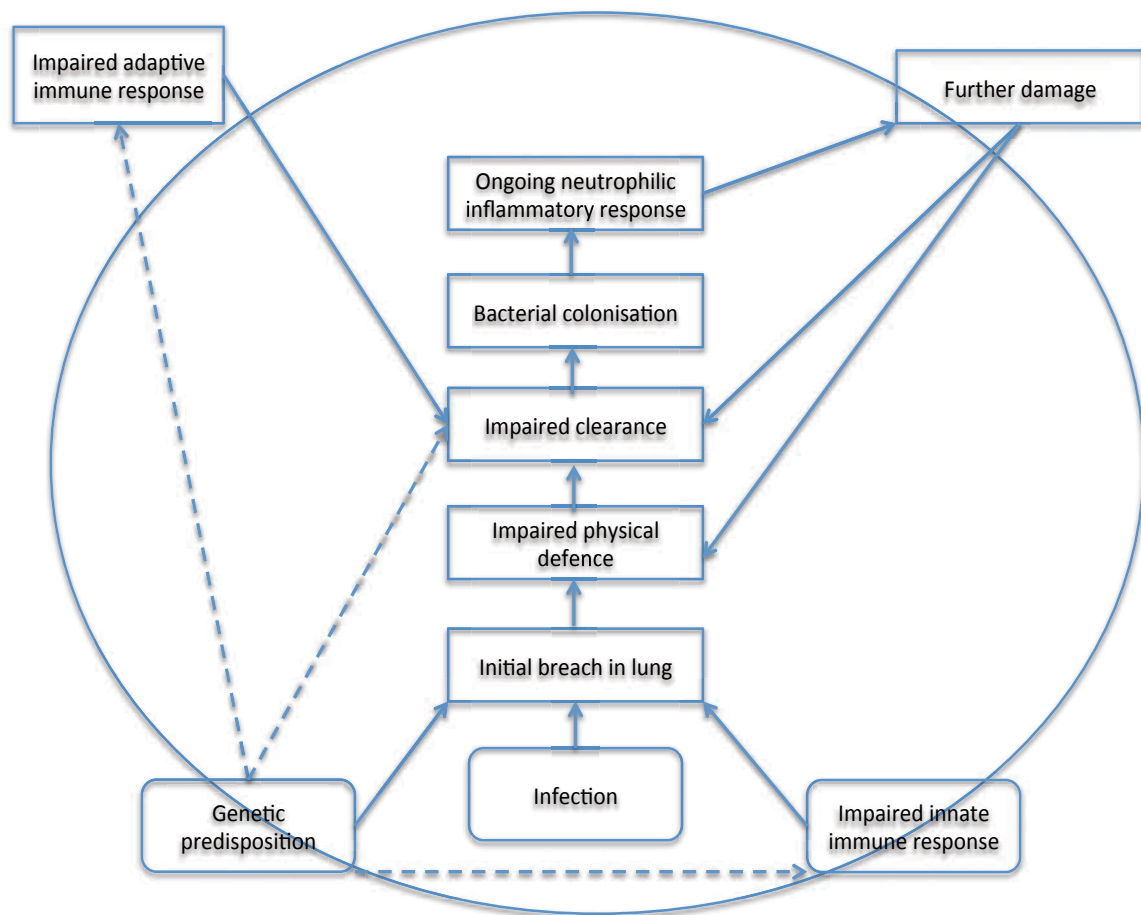 Impaired adaptive
immune response
Further damage
Ongoing neutrophilic
inflammatory response
Bacterial colonisation
Impaired clearance
Impaired physical
defence
Initial breach in lung
Infection
Genetic
predisposition
Impaired innate
immune response